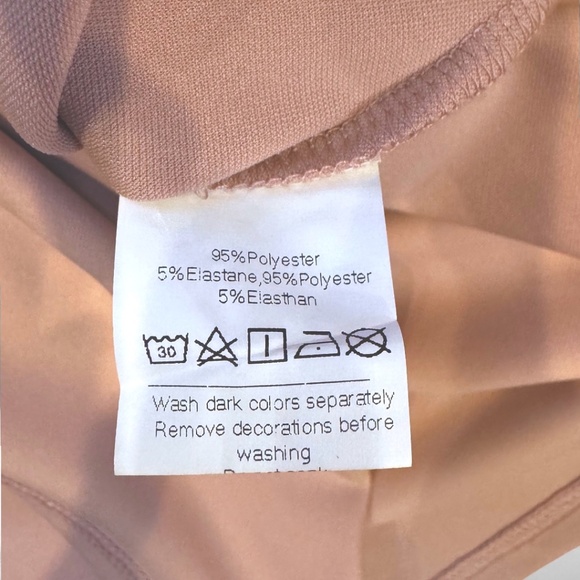 95%Polyester
5%Elastane,95%Polyester
5%Elasthan
30
Wash dark colors separately
Remove decorations before
washing